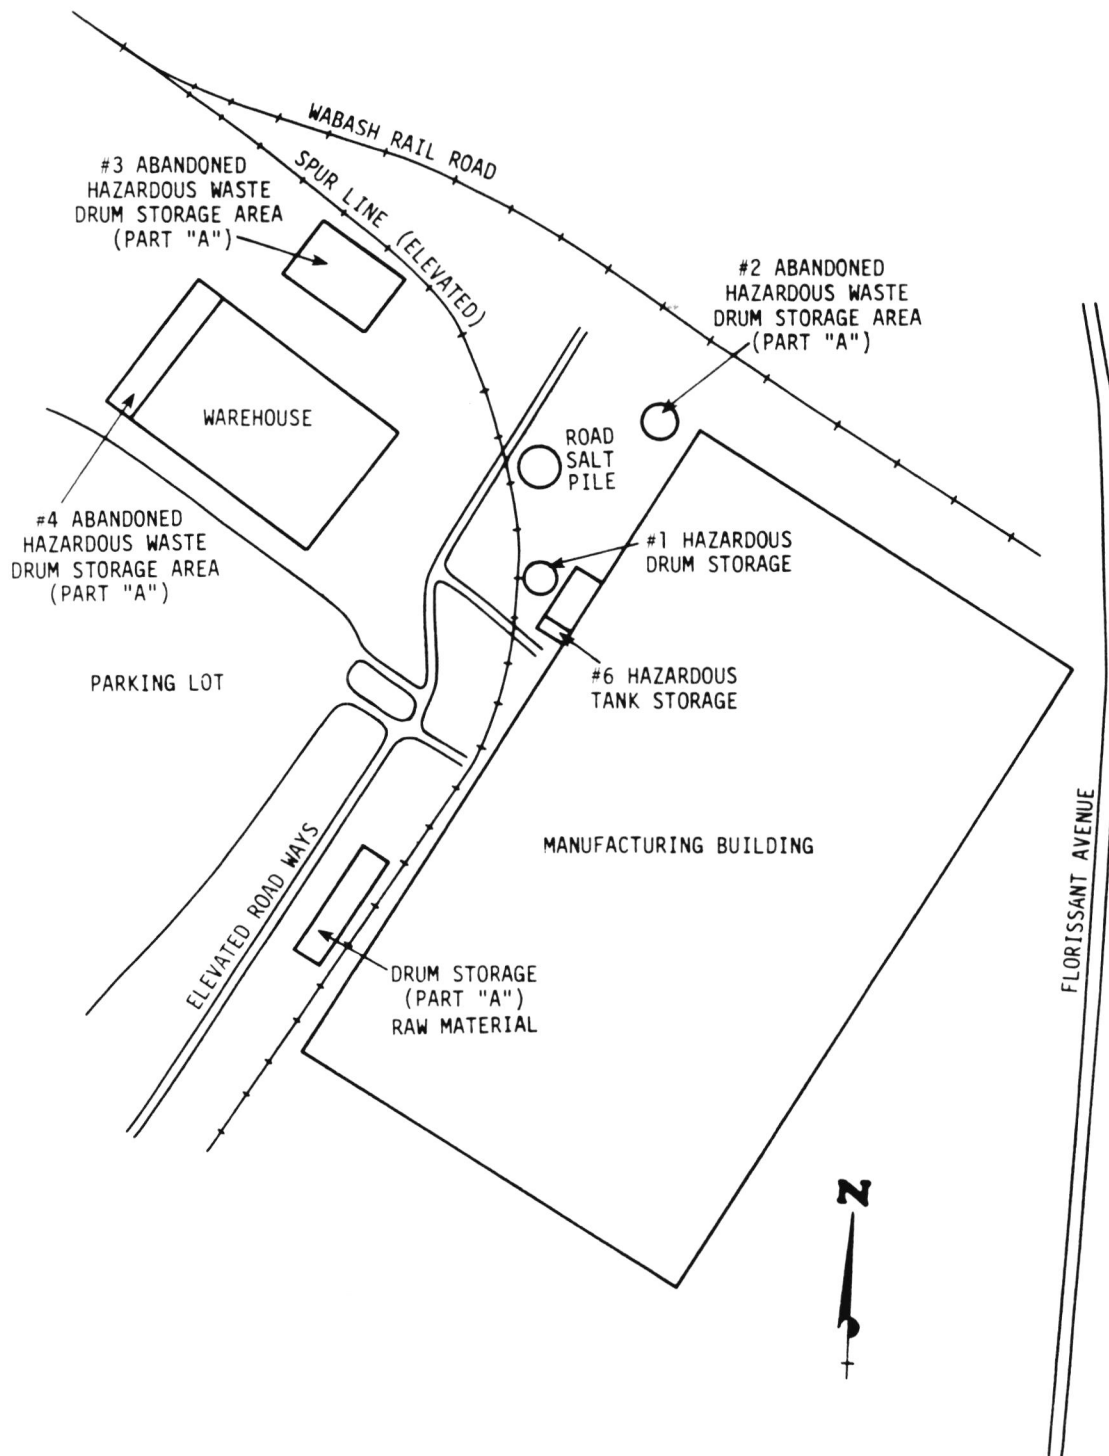 WABASH RAIL ROAD
SPUR LINE (ELEVATED)
#3 ABANDONED
HAZARDOUS WASTE
DRUM STORAGE AREA
(PART "A")
#2 ABANDONED
HAZARDOUS WASTE
DRUM STORAGE AREA
(PART "A")
WAREHOUSE
ROAD
SALT
PILE
#4 ABANDONED
HAZARDOUS WASTE
DRUM STORAGE AREA
(PART "A")
#1 HAZARDOUS
DRUM STORAGE
#6 HAZARDOUS
TANK STORAGE
PARKING LOT
MANUFACTURING BUILDING
ELEVATED ROAD WAYS
FLORISSANT AVENUE
DRUM STORAGE
(PART "A")
RAW MATERIAL
N